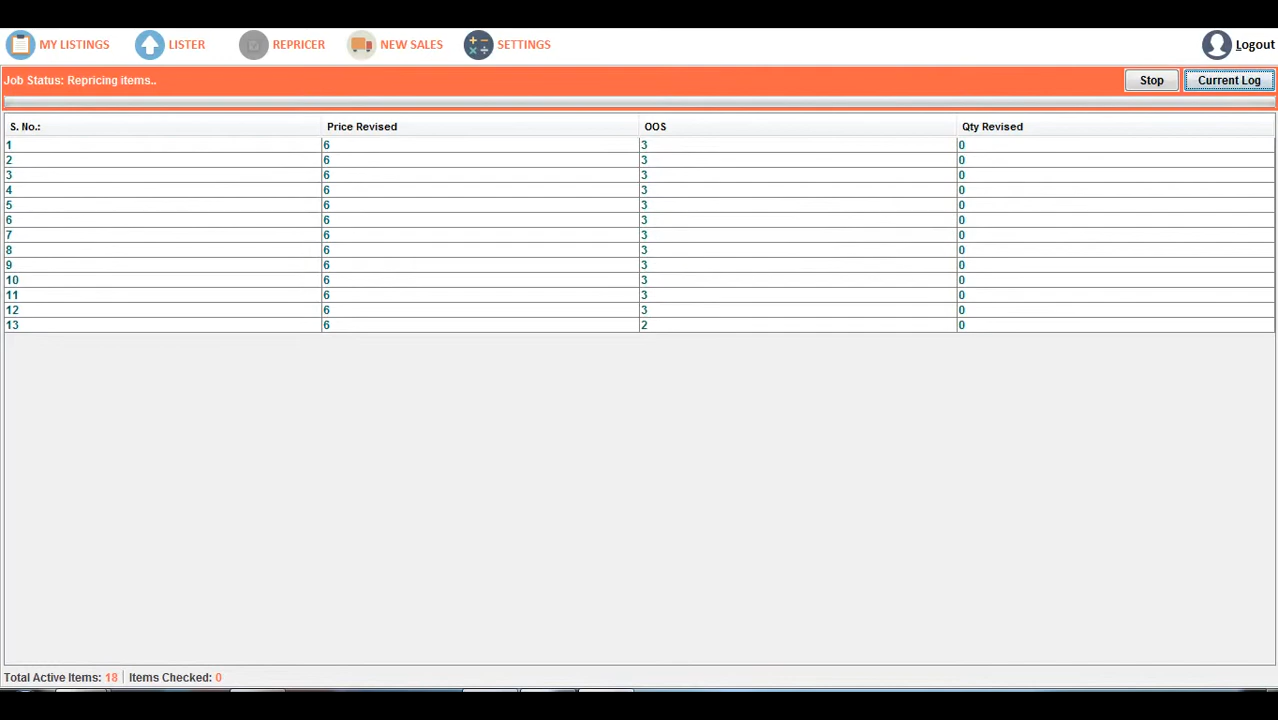 MY LISTINGS LISTER REPRICER NEW SALES SETTINGS Logout
Job Status: Repricing items.. Stop Current Log
S. No.: Price Revised OOS Qty Revised
1 6 3 0
2 6 3 0
3 6 3 0
4 6 3 0
5 6 3 0
6 6 3 0
7 6 3 0
8 6 3 0
9 6 3 0
10 6 3 0
11 6 3 0
12 6 3 0
13 6 2 0
Total Active Items: 18 Items Checked: 0